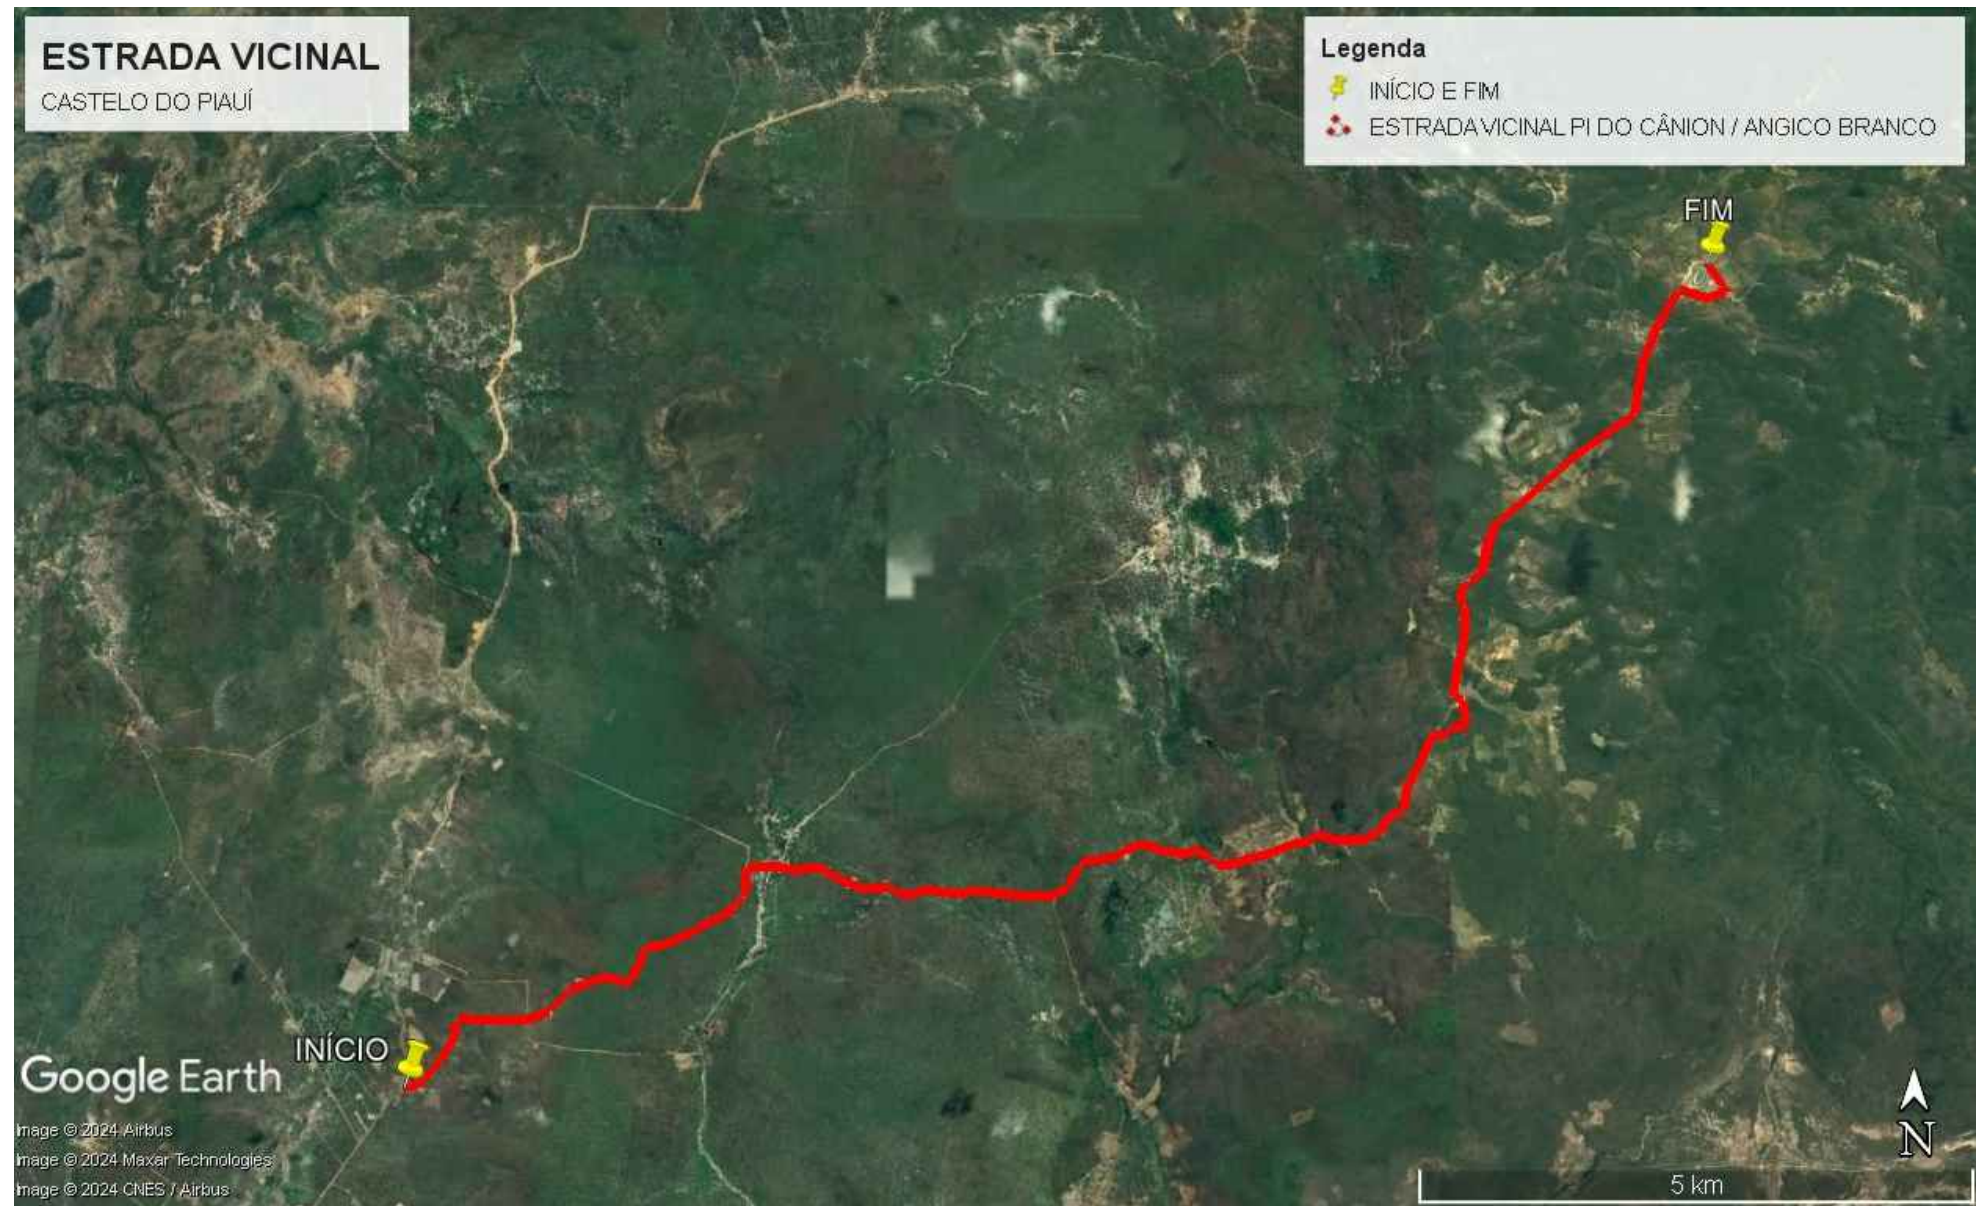 ESTRADA VICINAL
CASTELO DO PIAUÍ
Legenda
INÍCIO E FIM
ESTRADA VICINAL PI DO CÂNION / ANGICO BRANCO
FIM
INÍCIO
Google Earth
Image © 2024 Airbus
Image © 2024 Maxar Technologies
Image © 2024 CNES / Airbus
N
5 km